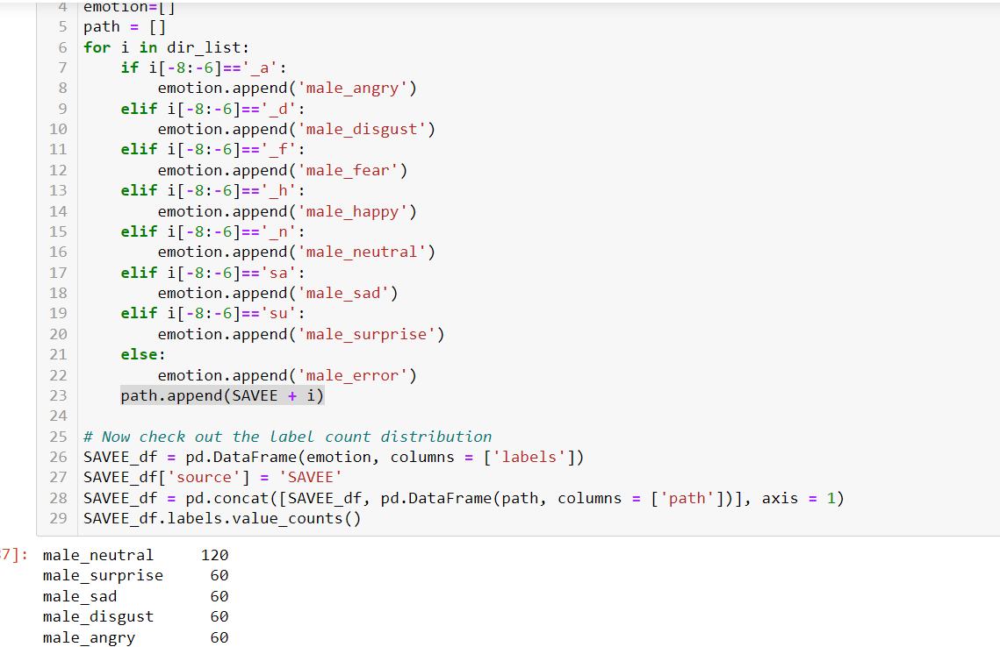 4 emotion=[]
5 path = []
6 for i in dir_list:
7     if i[-8:-6]=='_a':
8         emotion.append('male_angry')
9     elif i[-8:-6]=='_d':
10         emotion.append('male_disgust')
11     elif i[-8:-6]=='_f':
12         emotion.append('male_fear')
13     elif i[-8:-6]=='_h':
14         emotion.append('male_happy')
15     elif i[-8:-6]=='_n':
16         emotion.append('male_neutral')
17     elif i[-8:-6]=='sa':
18         emotion.append('male_sad')
19     elif i[-8:-6]=='su':
20         emotion.append('male_surprise')
21     else:
22         emotion.append('male_error')
23     path.append(SAVEE + i)
24
25 # Now check out the label count distribution
26 SAVEE_df = pd.DataFrame(emotion, columns = ['labels'])
27 SAVEE_df['source'] = 'SAVEE'
28 SAVEE_df = pd.concat([SAVEE_df, pd.DataFrame(path, columns = ['path'])], axis = 1)
29 SAVEE_df.labels.value_counts()
7]: male_neutral     120
male_surprise     60
male_sad          60
male_disgust      60
male_angry        60